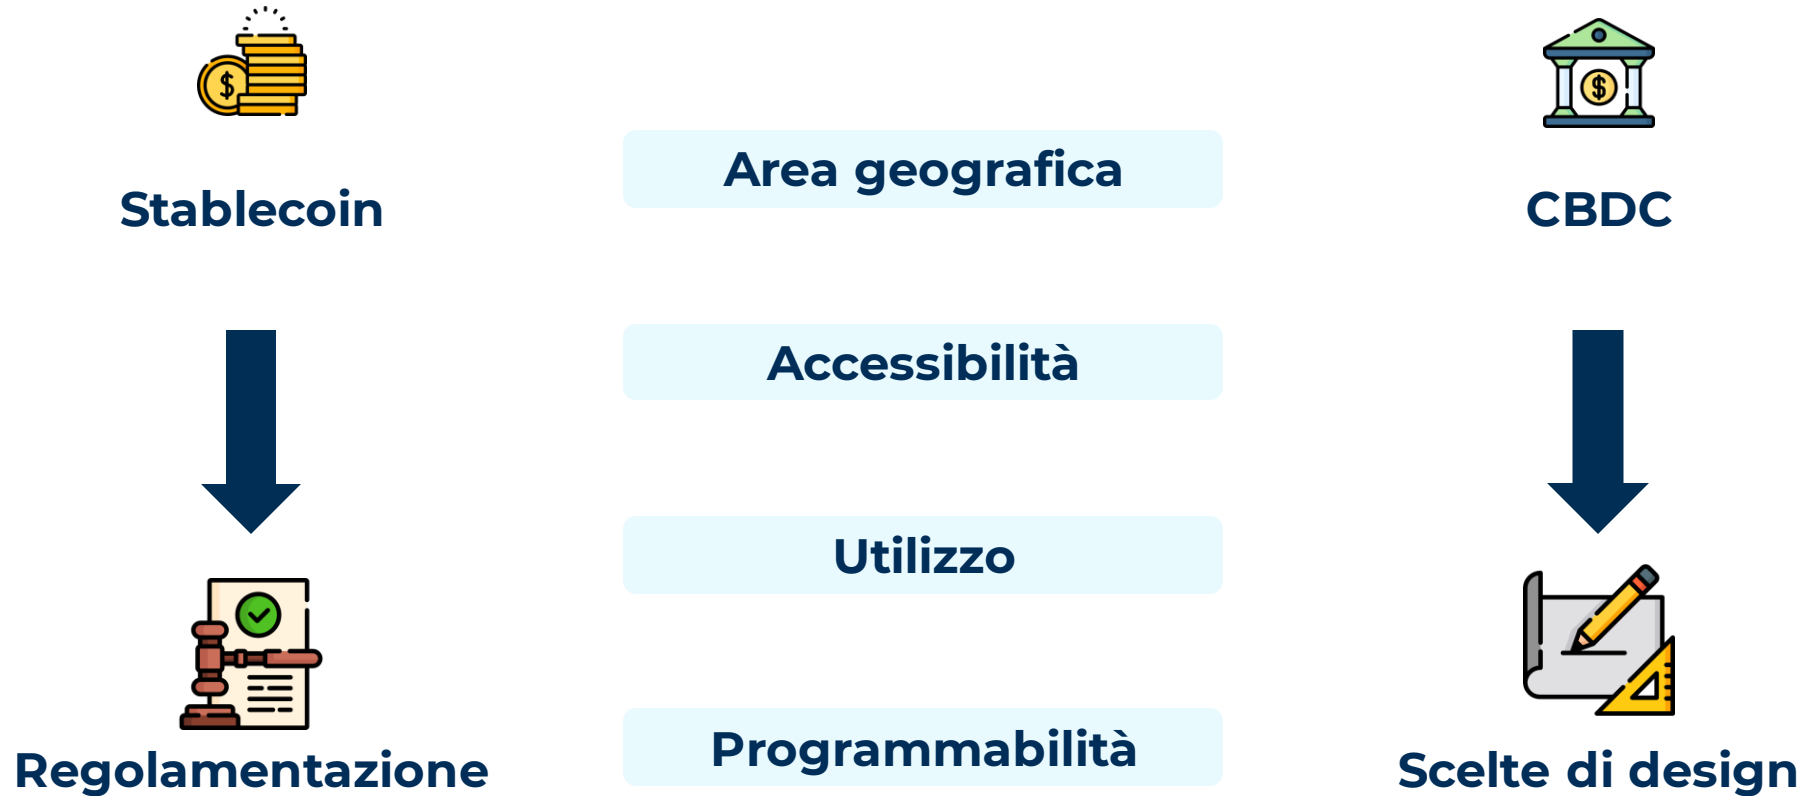 Stablecoin
Regolamentazione
Area geografica
Accessibilità
Utilizzo
Programmabilità
CBDC
Scelte di design